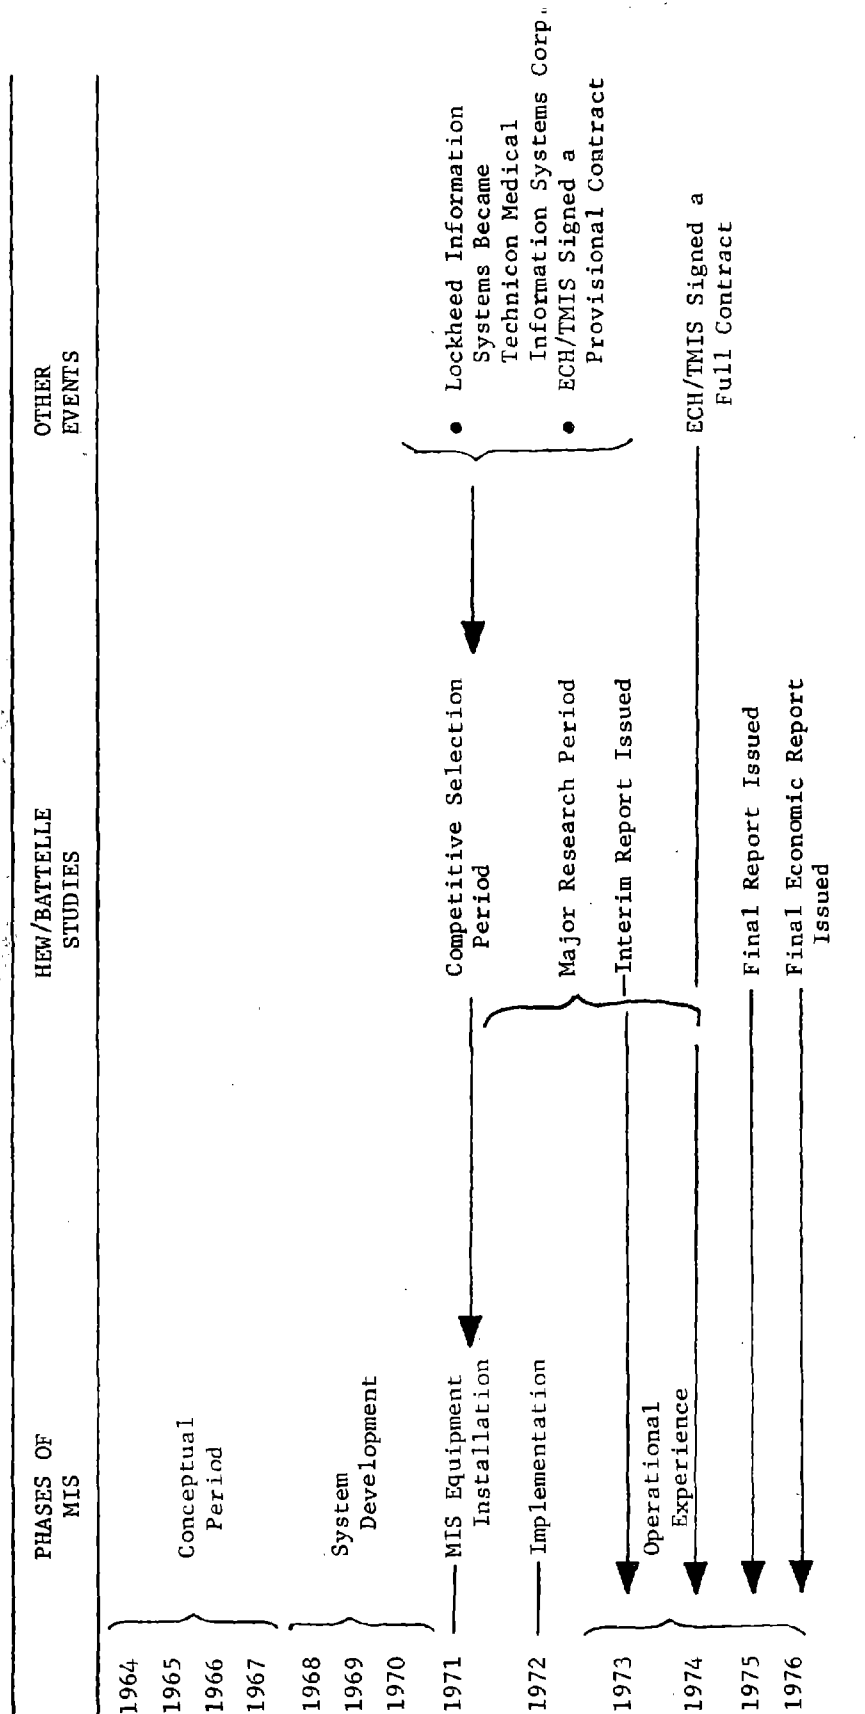 PHASES OF
MIS
HEW/BATTELLE
STUDIES
OTHER
EVENTS
1964
1965
1966
1967
Conceptual
Period
1968
1969
1970
System
Development
1971
MIS Equipment
Installation
Competitive Selection
Period
• Lockheed Information
Systems Became
Technicon Medical
Information Systems Corp.
• ECH/TMIS Signed a
Provisional Contract
1972
Implementation
Major Research Period
1973
Interim Report Issued
Operational
Experience
1974
ECH/TMIS Signed a
Full Contract
1975
Final Report Issued
1976
Final Economic Report
Issued